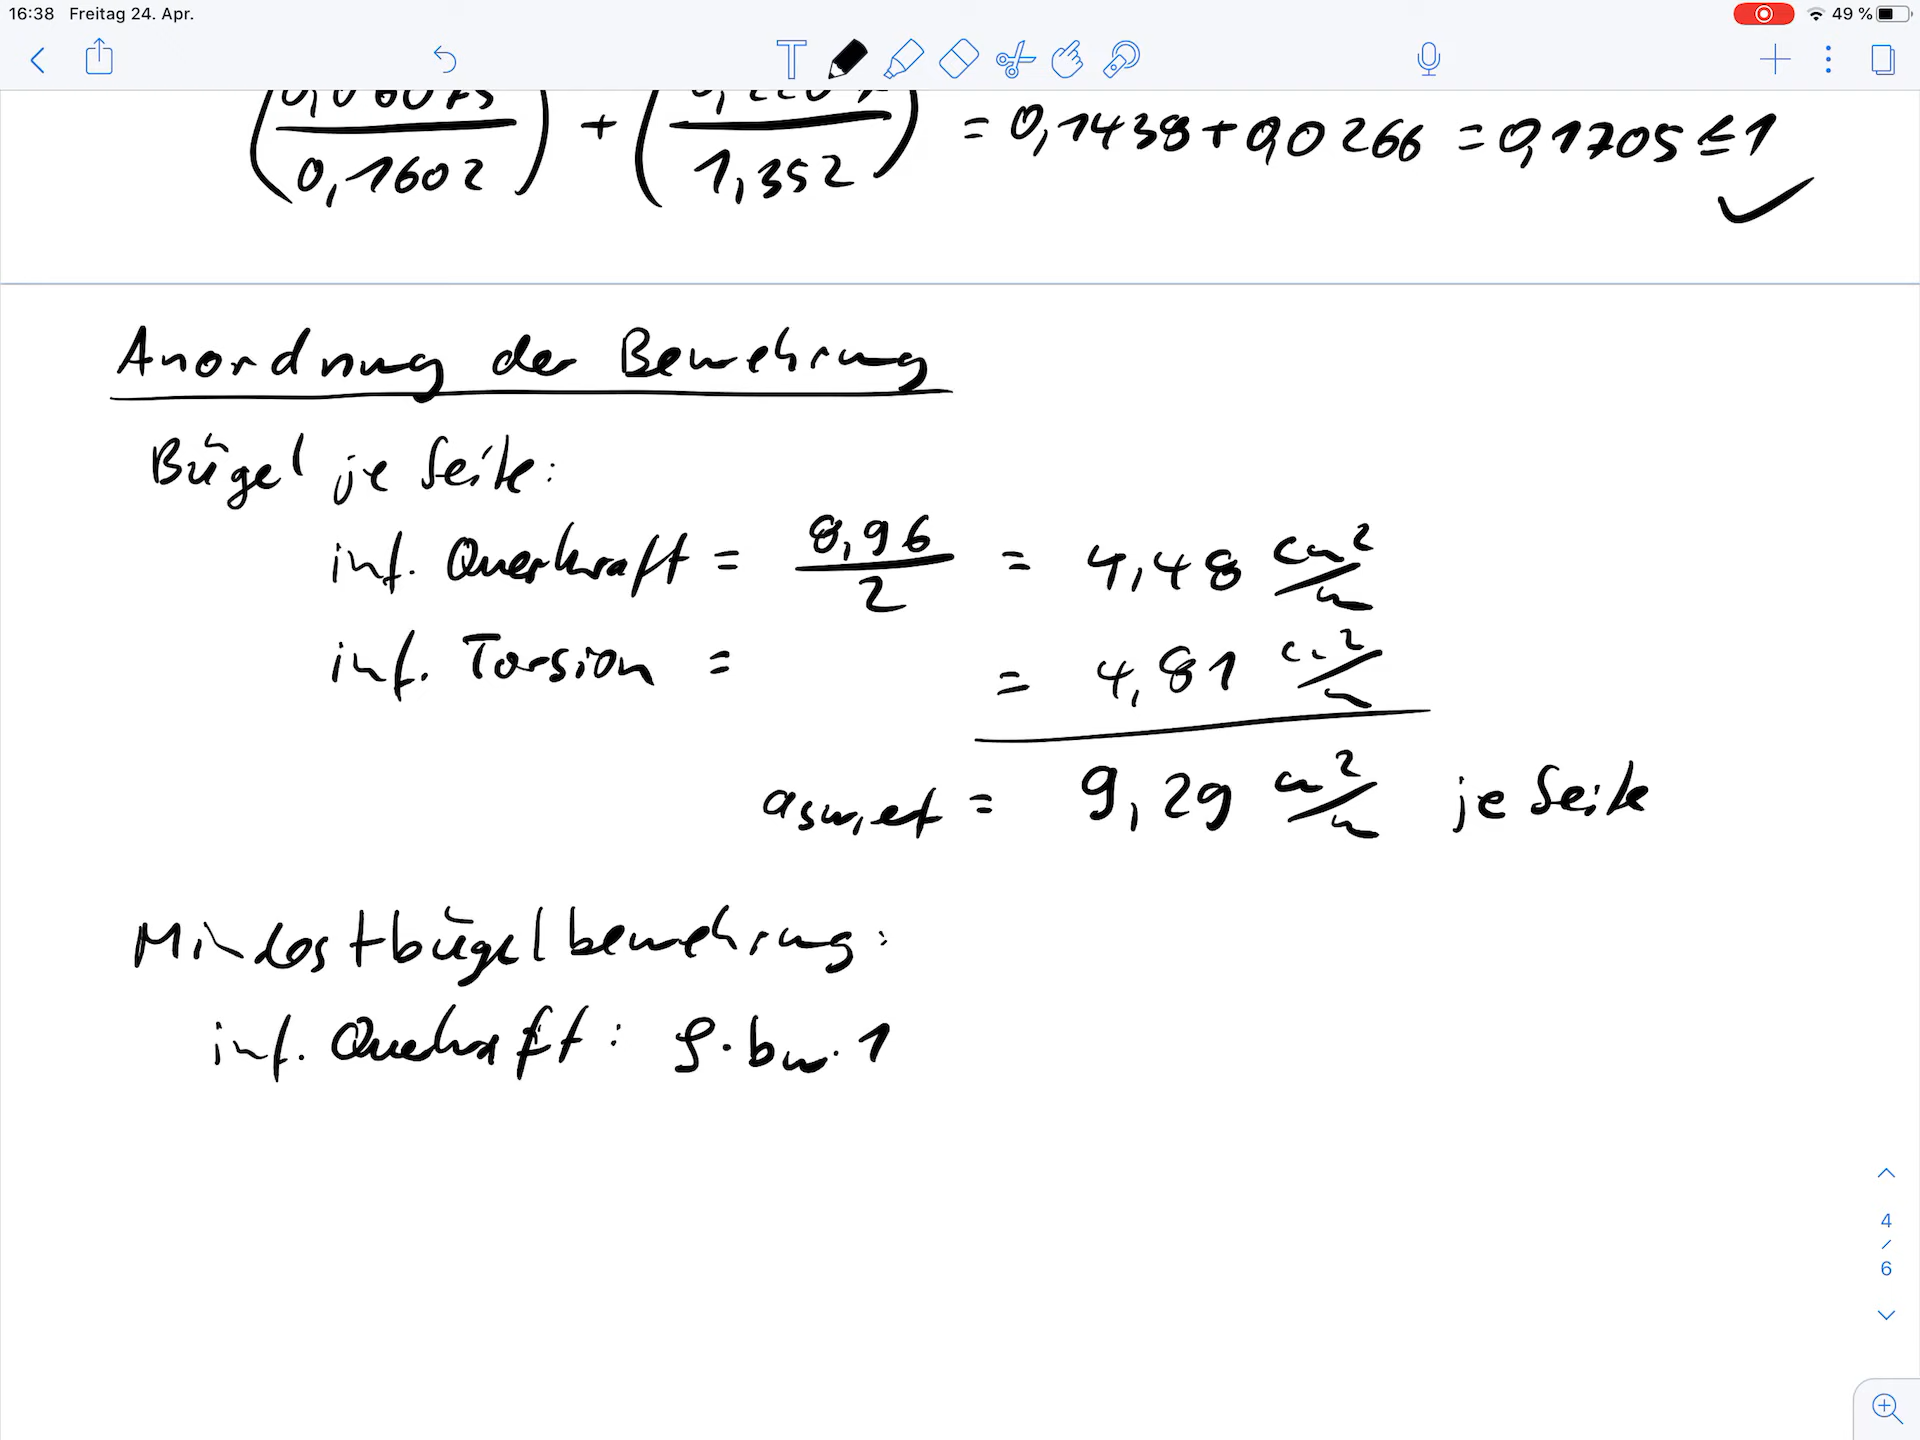 16:38 Freitag 24. Apr. 49 %
( / 0,1602 ) + ( / 1,352 ) = 0,1438 + 0,0266 = 0,1705 ≤ 1 ✓
Anordnung der Bewehrung
Bügel je Seite:
inf. Querkraft = 8,96 / 2 = 4,48 cm²/m
inf. Torsion = = 4,81 cm²/m
asw,erf = 9,29 cm²/m je Seite
Mindestbügelbewehrung:
inf. Querkraft: ρ · bw · 1
4
/
6